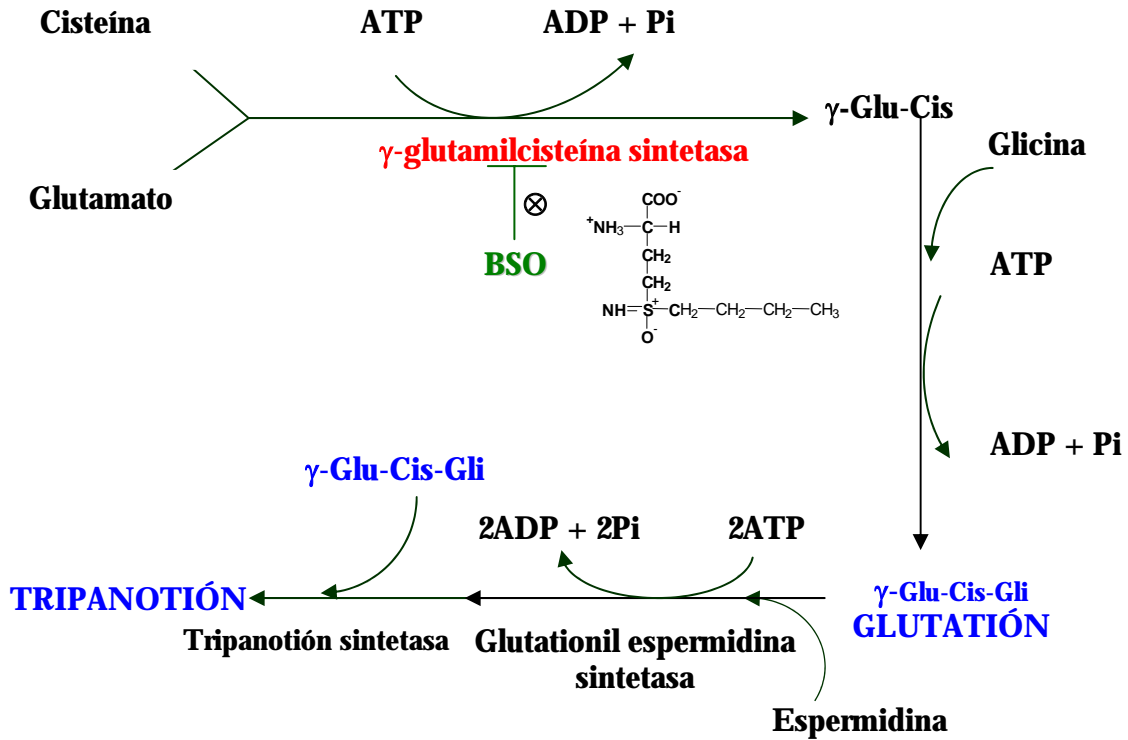 Cisteína
ATP
ADP + Pi
γ-Glu-Cis
γ-glutamilcisteína sintetasa
Glicina
Glutamato
⊗
BSO
COO⁻
⁺NH₃—C—H
CH₂
CH₂
NH=S⁺—CH₂—CH₂—CH₂—CH₃
O⁻
ATP
ADP + Pi
γ-Glu-Cis-Gli
2ADP + 2Pi
2ATP
TRIPANOTIÓN
γ-Glu-Cis-Gli
GLUTATIÓN
Tripanotión sintetasa
Glutationil espermidina
sintetasa
Espermidina